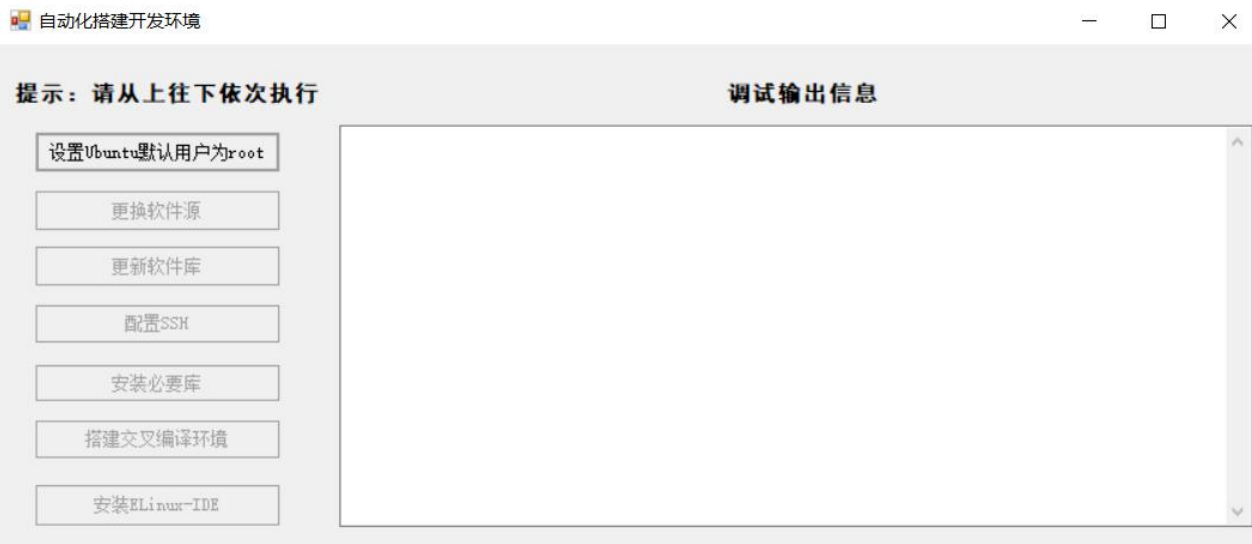 自动化搭建开发环境
提示：请从上往下依次执行
调试输出信息
设置Ubuntu默认用户为root
更换软件源
更新软件库
配置SSH
安装必要库
搭建交叉编译环境
安装ELinux-IDE